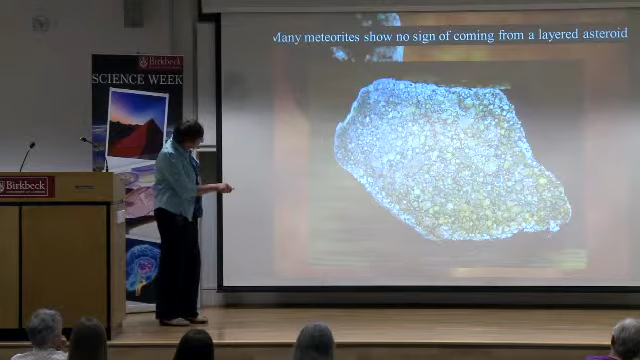 Many meteorites show no sign of coming from a layered asteroid
Birkbeck
SCIENCE WEEK
Birkbeck